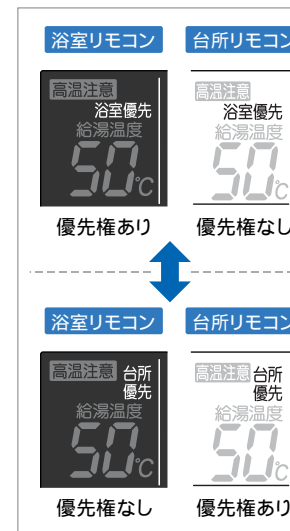 浴室リモコン 台所リモコン
高温注意
浴室優先
給湯温度
50℃
高温注意
浴室優先
給湯温度
50℃
優先権あり 優先権なし
浴室リモコン 台所リモコン
高温注意 台所
優先
給湯温度
50℃
高温注意 台所
優先
給湯温度
50℃
優先権なし 優先権あり